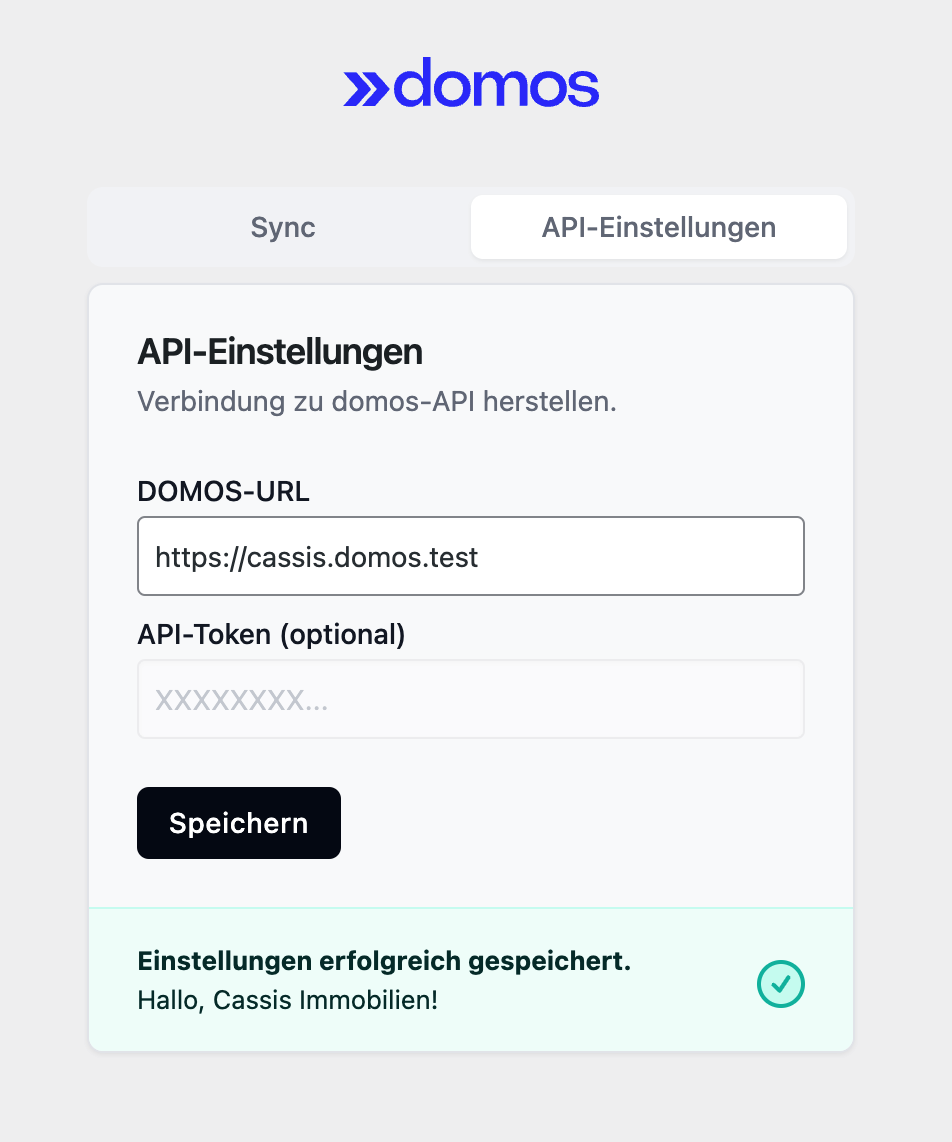 domos
Sync
API-Einstellungen
API-Einstellungen
Verbindung zu domos-API herstellen.
DOMOS-URL
https://cassis.domos.test
API-Token (optional)
XXXXXXXX...
Speichern
Einstellungen erfolgreich gespeichert.
Hallo, Cassis Immobilien!